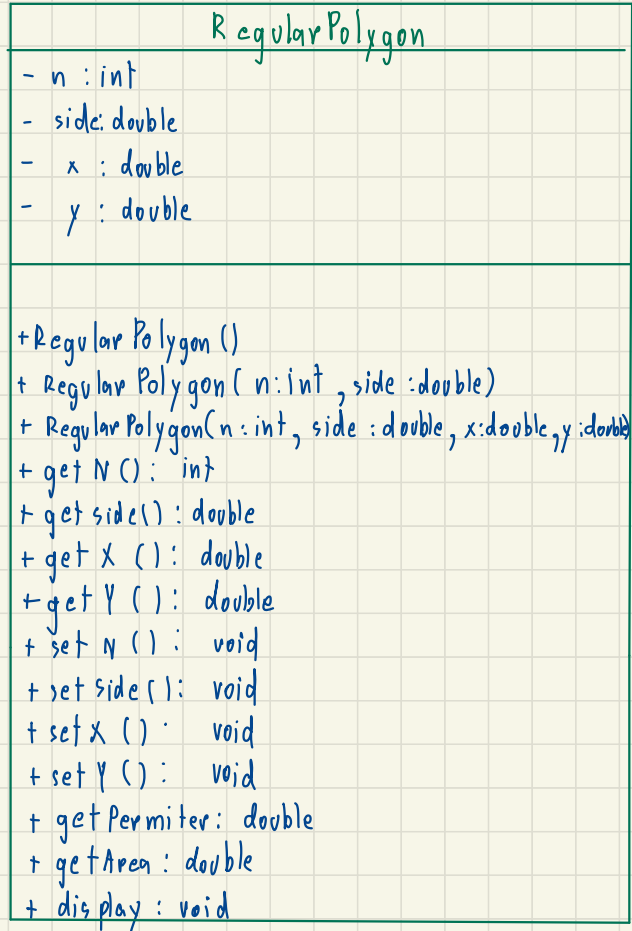 RegularPolygon
- n : int
- side: double
- x : double
- y : double
+RegularPolygon()
+ RegularPolygon( n:int , side :double)
+ RegularPolygon(n:int, side : double, x:double,y:double)
+ getN(): int
+ getside() : double
+ getX (): double
+ getY (): double
+ setN (): void
+ setside(): void
+ setX () : void
+ setY () : void
+ getPermiter: double
+ getArea : double
+ display : void